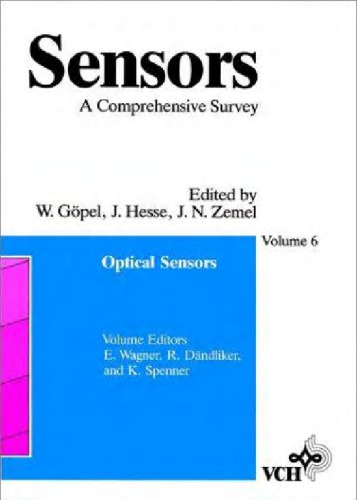 Sensors
A Comprehensive Survey
Edited by
W. Göpel, J. Hesse, J. N. Zemel
Volume 6
Optical Sensors
Volume Editors
E. Wagner, R. Dändliker,
and K. Spenner
VCH